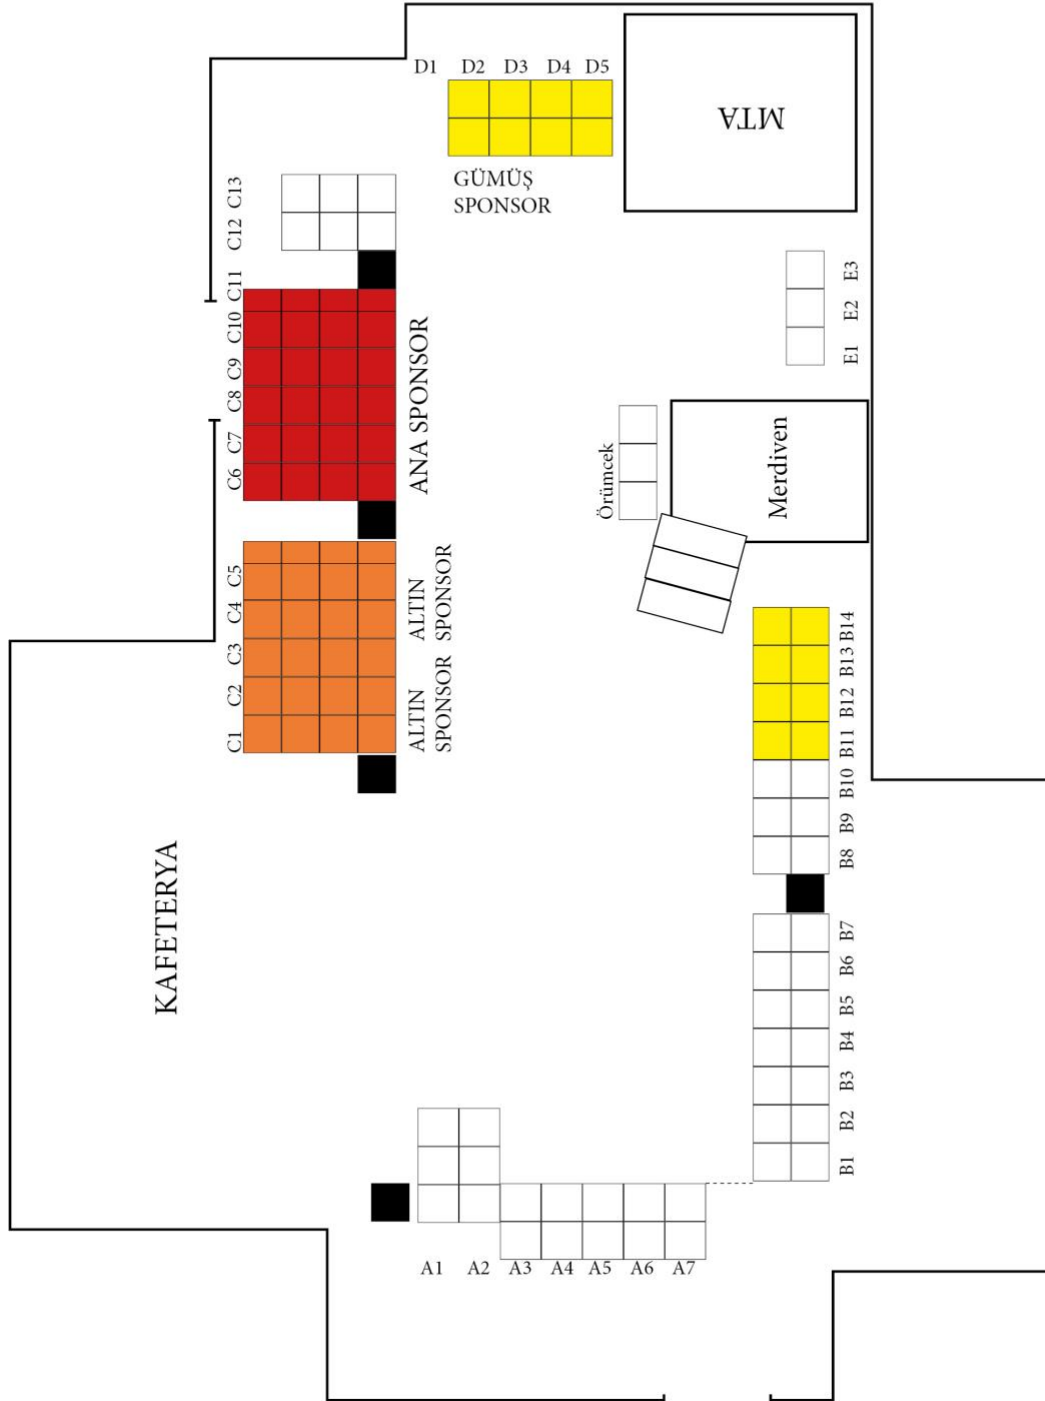 D1 D2 D3 D4 D5
MTA
GÜMÜŞ
SPONSOR
C13
C12
C11
C10
C9
C8
C7
C6
ANA SPONSOR
E3
E2
E1
Örümcek
Merdiven
C5
C4
C3
C2
C1
ALTIN
SPONSOR
ALTIN
SPONSOR
B14
B13
B12
B11
B10
B9
B8
B7
B6
B5
B4
B3
B2
B1
KAFETERYA
A1 A2 A3 A4 A5 A6 A7